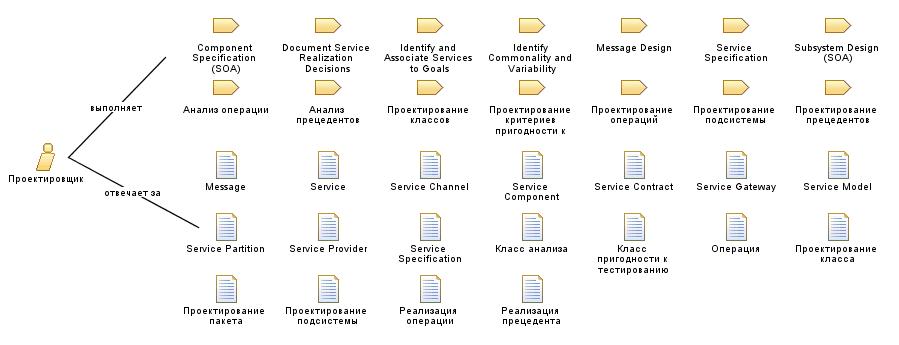 Component
Specification
(SOA)
Document Service
Realization
Decisions
Identify and
Associate Services
to Goals
Identify
Commonality and
Variability
Message Design
Service
Specification
Subsystem Design
(SOA)
выполняет
Анализ операции
Анализ
прецедентов
Проектирование
классов
Проектирование
критериев
пригодности к
Проектирование
операций
Проектирование
подсистемы
Проектирование
прецедентов
Проектировщик
отвечает за
Message
Service
Service Channel
Service
Component
Service Contract
Service Gateway
Service Model
Service Partition
Service Provider
Service
Specification
Класс анализа
Класс
пригодности к
тестированию
Операция
Проектирование
класса
Проектирование
пакета
Проектирование
подсистемы
Реализация
операции
Реализация
прецедента